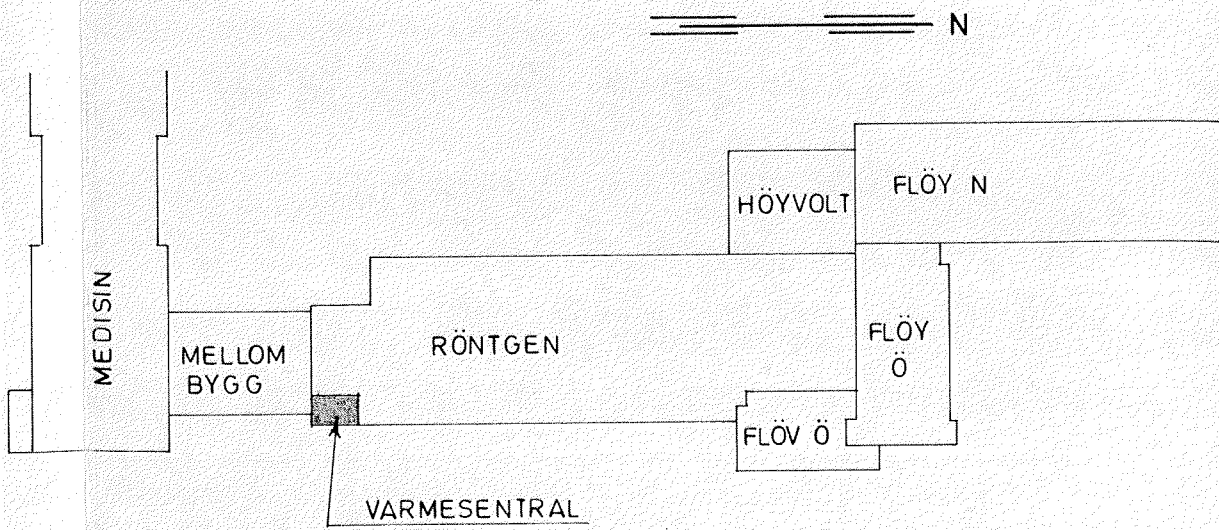 N
HÖYVOLT
FLÖY N
MEDISIN
MELLOM
BYGG
RÖNTGEN
FLÖY
Ö
FLÖV Ö
VARMESENTRAL